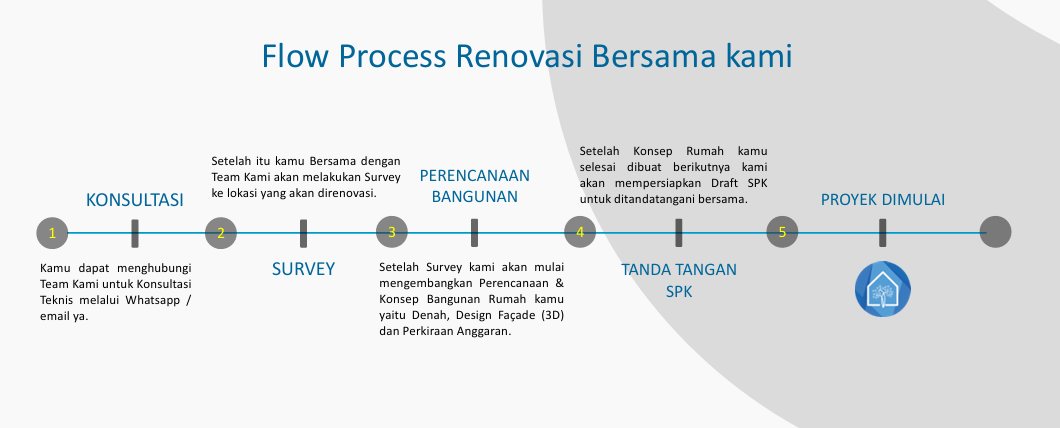 Flow Process Renovasi Bersama kami
KONSULTASI
1
Kamu dapat menghubungi
Team Kami untuk Konsultasi
Teknis melalui Whatsapp /
email ya.
Setelah itu kamu Bersama dengan
Team Kami akan melakukan Survey
ke lokasi yang akan direnovasi.
2
SURVEY
PERENCANAAN
BANGUNAN
3
Setelah Survey kami akan mulai
mengembangkan Perencanaan &
Konsep Bangunan Rumah kamu
yaitu Denah, Design Façade (3D)
dan Perkiraan Anggaran.
Setelah Konsep Rumah kamu
selesai dibuat berikutnya kami
akan mempersiapkan Draft SPK
untuk ditandatangani bersama.
4
TANDA TANGAN
SPK
PROYEK DIMULAI
5